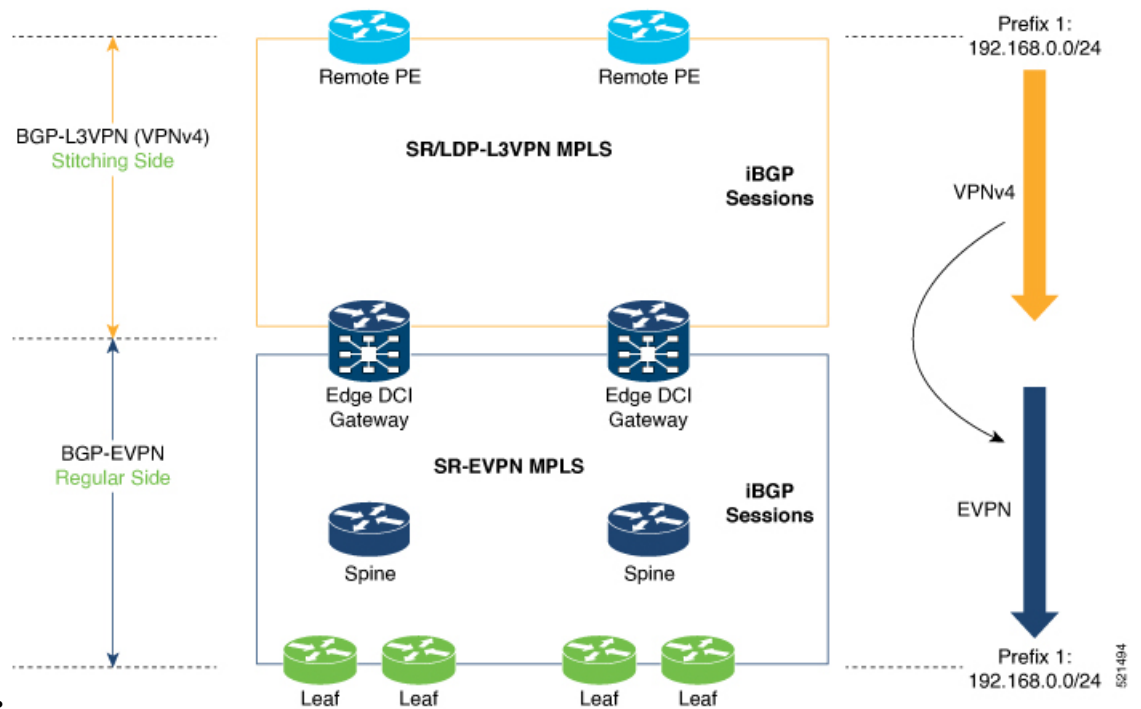 Prefix 1:
192.168.0.0/24
Remote PE
Remote PE
BGP-L3VPN (VPNv4)
Stitching Side
SR/LDP-L3VPN MPLS
iBGP
Sessions
VPNv4
Edge DCI
Gateway
Edge DCI
Gateway
BGP-EVPN
Regular Side
SR-EVPN MPLS
iBGP
Sessions
EVPN
Spine
Spine
Leaf
Leaf
Leaf
Leaf
Prefix 1:
192.168.0.0/24
521494